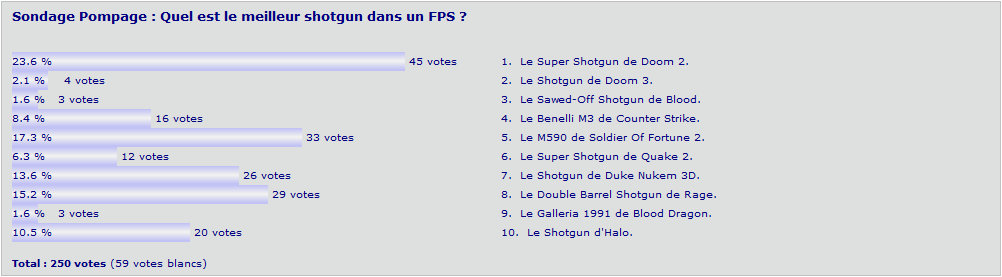 Sondage Pompage : Quel est le meilleur shotgun dans un FPS ?
23.6 % 45 votes 1. Le Super Shotgun de Doom 2.
2.1 % 4 votes 2. Le Shotgun de Doom 3.
1.6 % 3 votes 3. Le Sawed-Off Shotgun de Blood.
8.4 % 16 votes 4. Le Benelli M3 de Counter Strike.
17.3 % 33 votes 5. Le M590 de Soldier Of Fortune 2.
6.3 % 12 votes 6. Le Super Shotgun de Quake 2.
13.6 % 26 votes 7. Le Shotgun de Duke Nukem 3D.
15.2 % 29 votes 8. Le Double Barrel Shotgun de Rage.
1.6 % 3 votes 9. Le Galleria 1991 de Blood Dragon.
10.5 % 20 votes 10. Le Shotgun d'Halo.
Total : 250 votes (59 votes blancs)